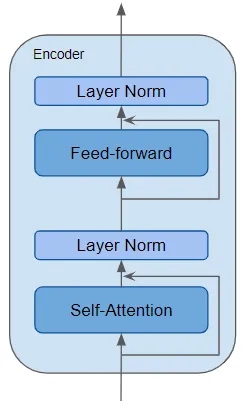 Encoder
Layer Norm
Feed-forward
Layer Norm
Self-Attention